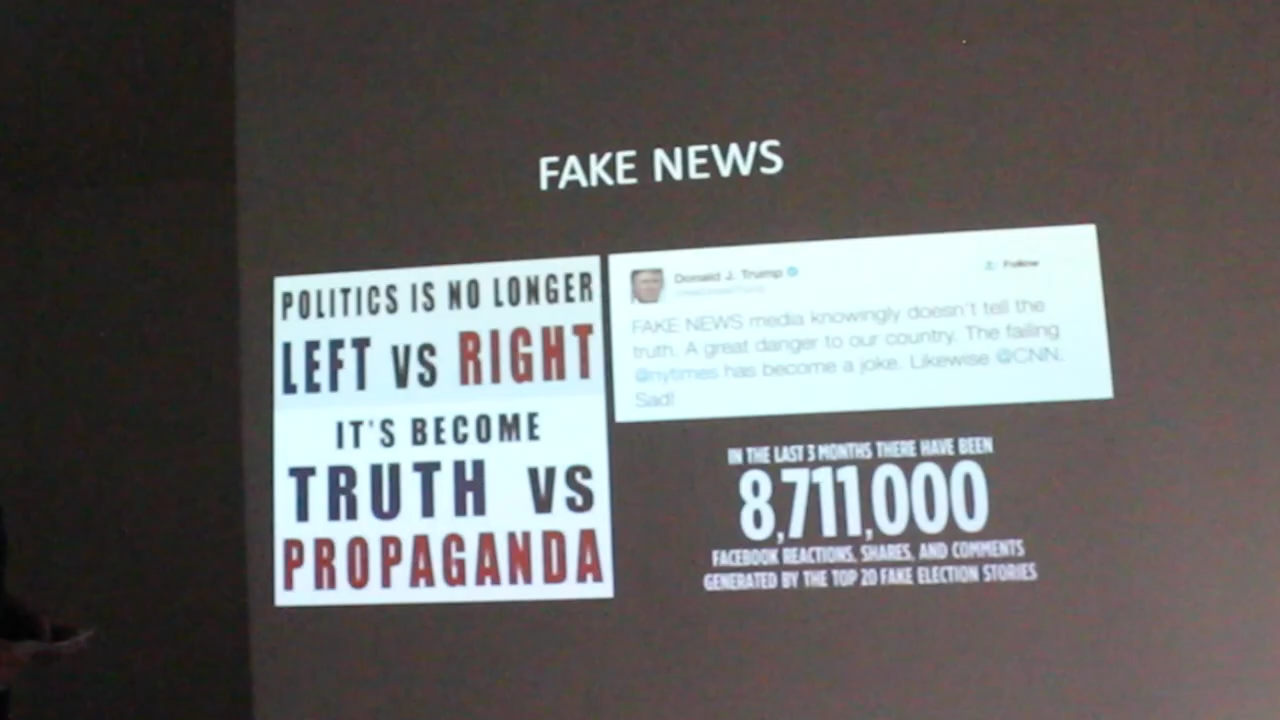 FAKE NEWS
POLITICS IS NO LONGER
LEFT VS RIGHT
IT'S BECOME
TRUTH VS
PROPAGANDA
Donald J. Trump
Follow
FAKE NEWS media knowingly doesn't tell the
truth. A great danger to our country. The failing
@nytimes has become a joke. Likewise @CNN.
Sad!
IN THE LAST 3 MONTHS THERE HAVE BEEN
8,711,000
FACEBOOK REACTIONS, SHARES, AND COMMENTS
GENERATED BY THE TOP 20 FAKE ELECTION STORIES